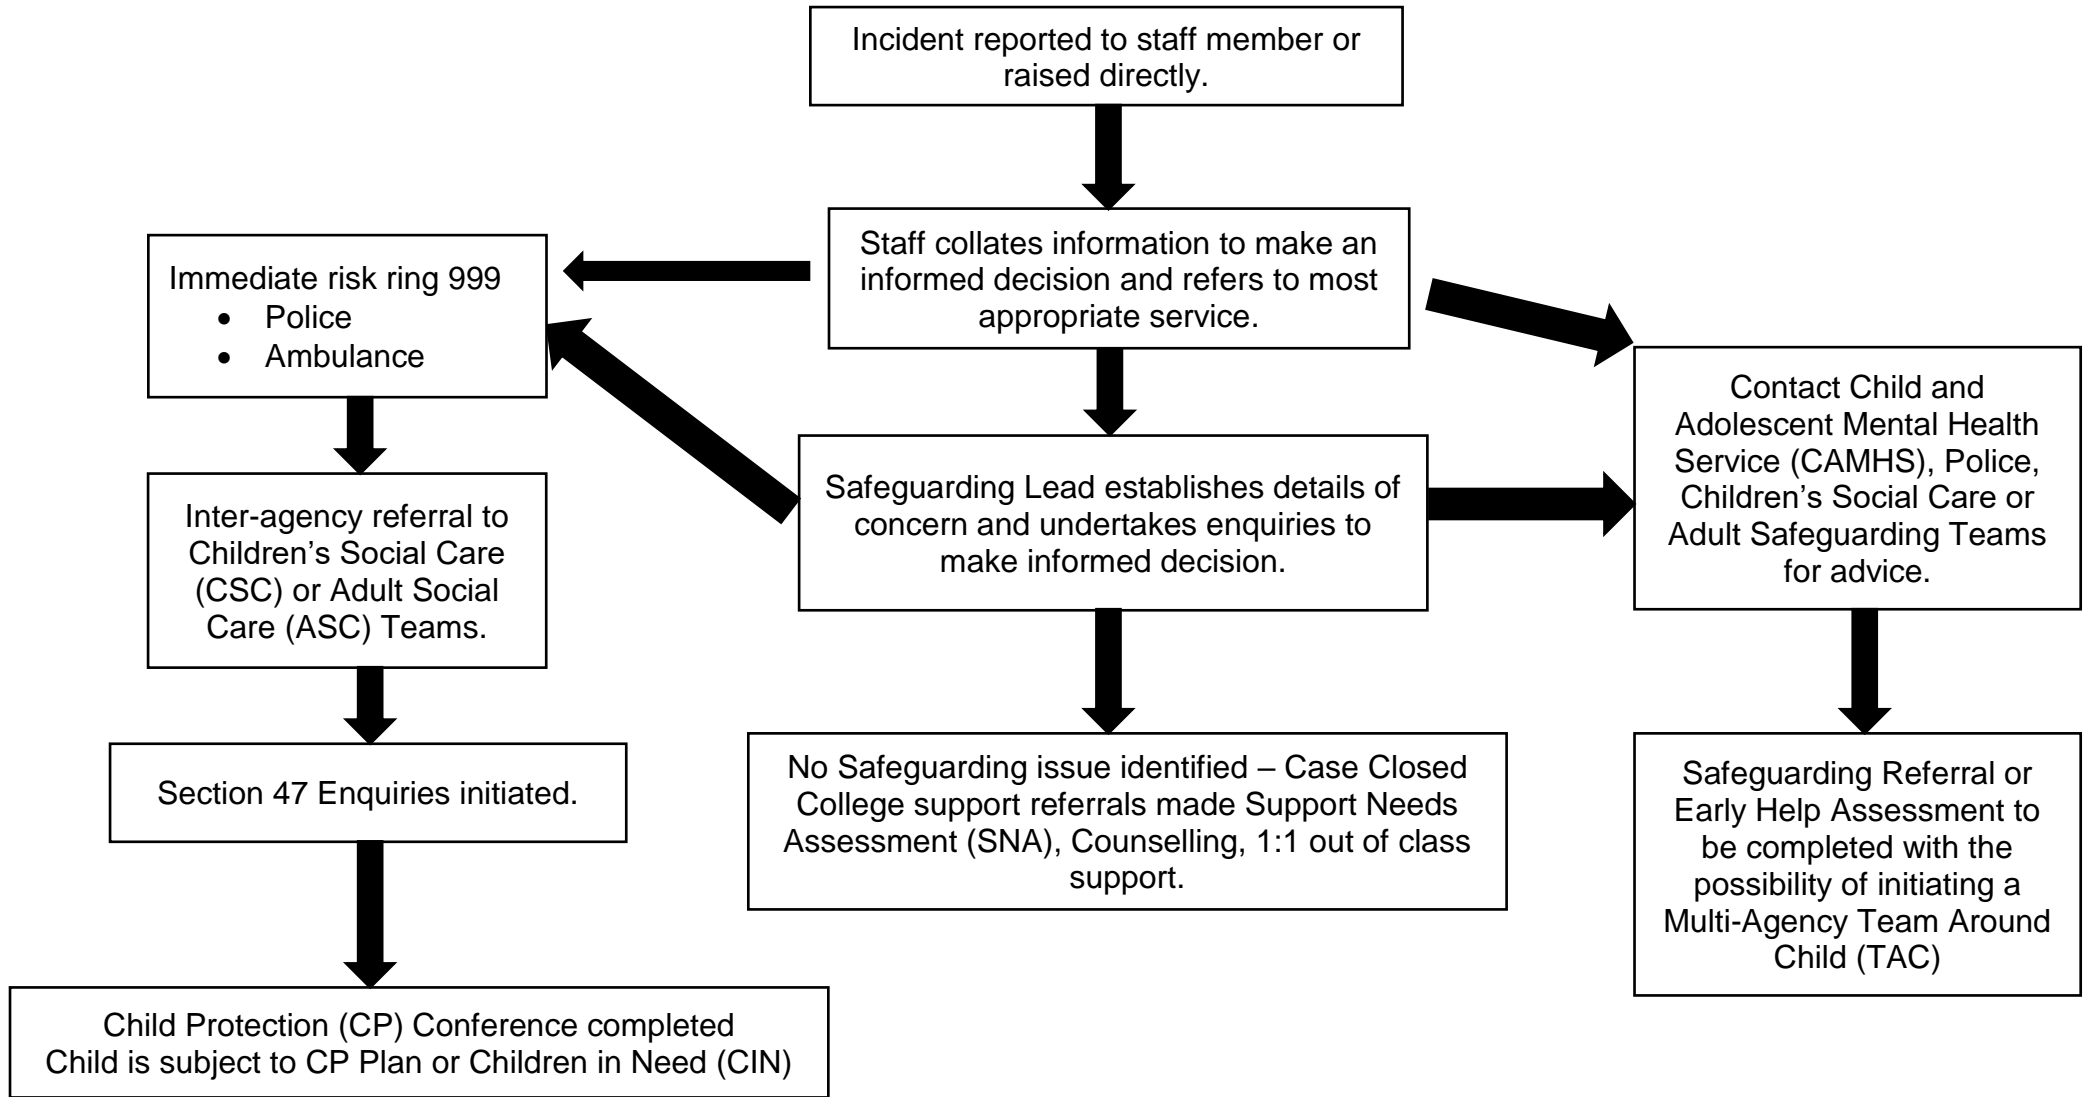 Incident reported to staff member or
raised directly.
Staff collates information to make an
informed decision and refers to most
appropriate service.
Immediate risk ring 999
• Police
• Ambulance
Contact Child and
Adolescent Mental Health
Service (CAMHS), Police,
Children’s Social Care or
Adult Safeguarding Teams
for advice.
Safeguarding Lead establishes details of
concern and undertakes enquiries to
make informed decision.
Inter-agency referral to
Children’s Social Care
(CSC) or Adult Social
Care (ASC) Teams.
Section 47 Enquiries initiated.
No Safeguarding issue identified – Case Closed
College support referrals made Support Needs
Assessment (SNA), Counselling, 1:1 out of class
support.
Safeguarding Referral or
Early Help Assessment to
be completed with the
possibility of initiating a
Multi-Agency Team Around
Child (TAC)
Child Protection (CP) Conference completed
Child is subject to CP Plan or Children in Need (CIN)